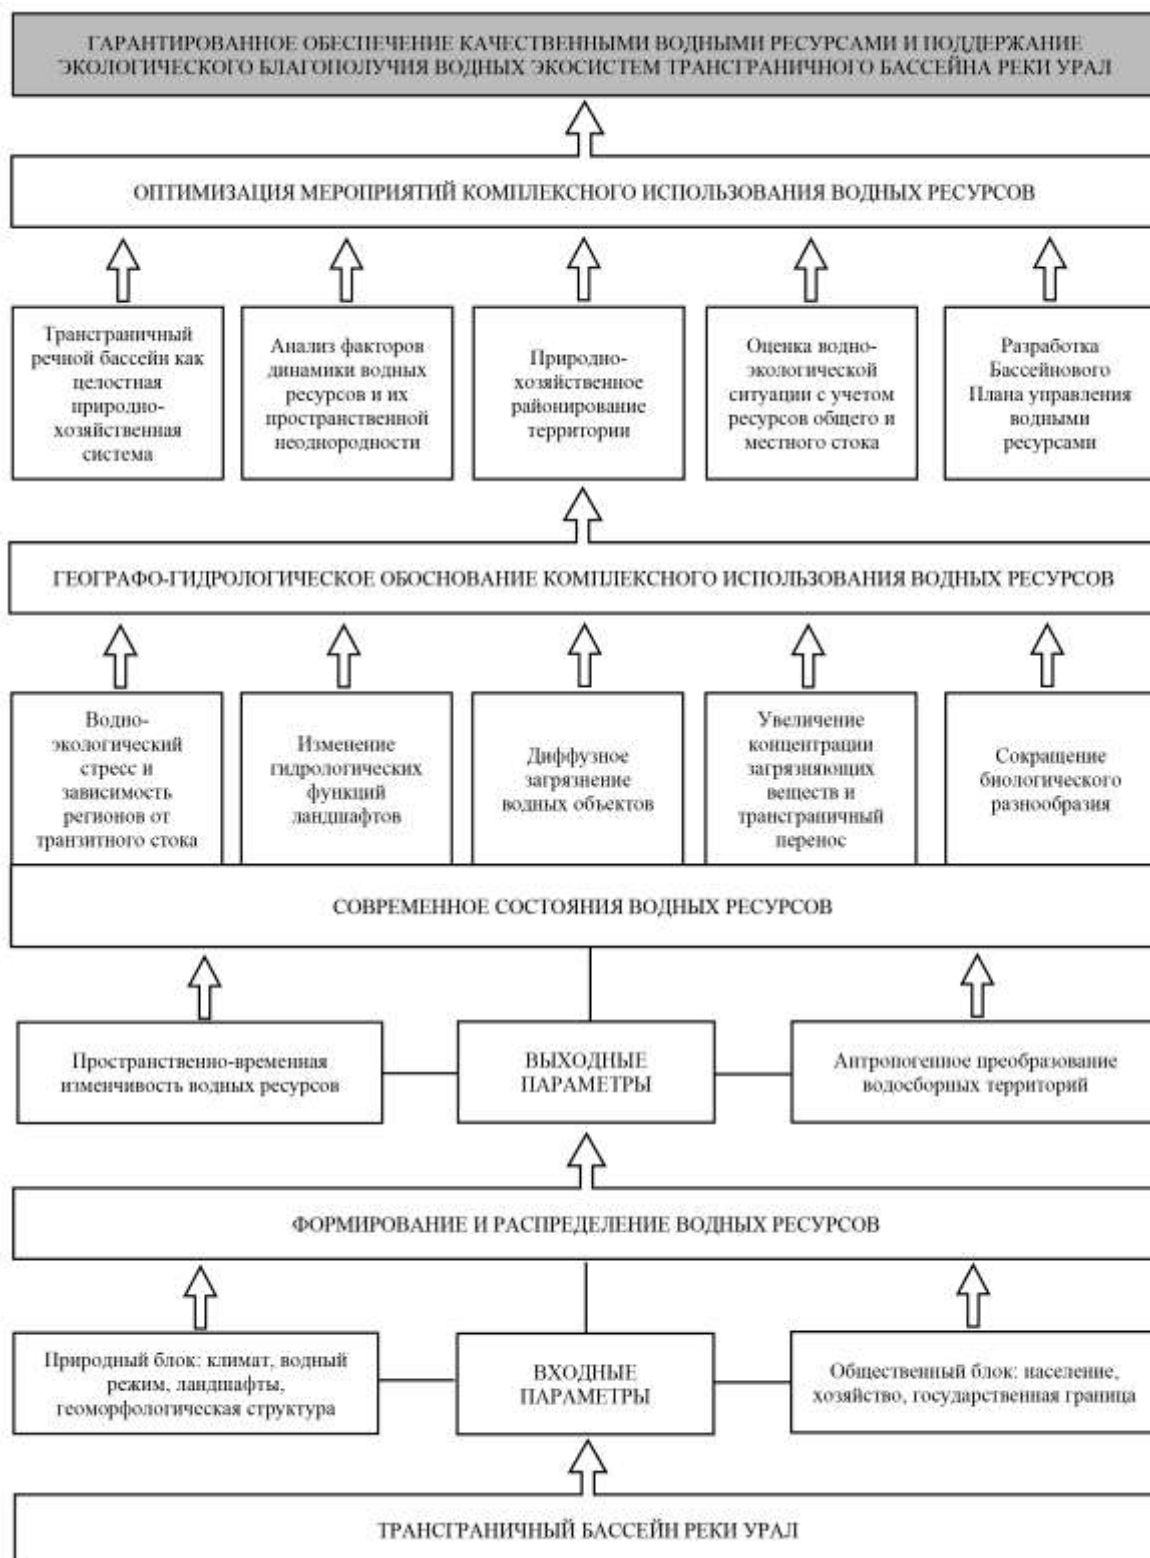 ГАРАНТИРОВАННОЕ ОБЕСПЕЧЕНИЕ КАЧЕСТВЕННЫМИ ВОДНЫМИ РЕСУРСАМИ И ПОДДЕРЖАНИЕ
ЭКОЛОГИЧЕСКОГО БЛАГОПОЛУЧИЯ ВОДНЫХ ЭКОСИСТЕМ ТРАНСГРАНИЧНОГО БАССЕЙНА РЕКИ УРАЛ
ОПТИМИЗАЦИЯ МЕРОПРИЯТИЙ КОМПЛЕКСНОГО ИСПОЛЬЗОВАНИЯ ВОДНЫХ РЕСУРСОВ
Трансграничный
речной бассейн как
целостная
природно-
хозяйственная
система
Анализ факторов
динамики водных
ресурсов и их
пространственной
неоднородности
Природно-
хозяйственное
районирование
территории
Оценка водно-
экологической
ситуации с учетом
ресурсов общего и
местного стока
Разработка
Бассейнового
Плана управления
водными
ресурсами
ГЕОГРАФО-ГИДРОЛОГИЧЕСКОЕ ОБОСНОВАНИЕ КОМПЛЕКСНОГО ИСПОЛЬЗОВАНИЯ ВОДНЫХ РЕСУРСОВ
Водно-
экологический
стресс и
зависимость
регионов от
транзитного стока
Изменение
гидрологических
функций
ландшафтов
Диффузное
загрязнение
водных объектов
Увеличение
концентрации
загрязняющих
веществ и
трансграничный
перенос
Сокращение
биологического
разнообразия
СОВРЕМЕННОЕ СОСТОЯНИЯ ВОДНЫХ РЕСУРСОВ
Пространственно-временная
изменчивость водных ресурсов
ВЫХОДНЫЕ
ПАРАМЕТРЫ
Антропогенное преобразование
водосборных территорий
ФОРМИРОВАНИЕ И РАСПРЕДЕЛЕНИЕ ВОДНЫХ РЕСУРСОВ
Природный блок: климат, водный
режим, ландшафты,
геоморфологическая структура
ВХОДНЫЕ
ПАРАМЕТРЫ
Общественный блок: население,
хозяйство, государственная граница
ТРАНСГРАНИЧНЫЙ БАССЕЙН РЕКИ УРАЛ